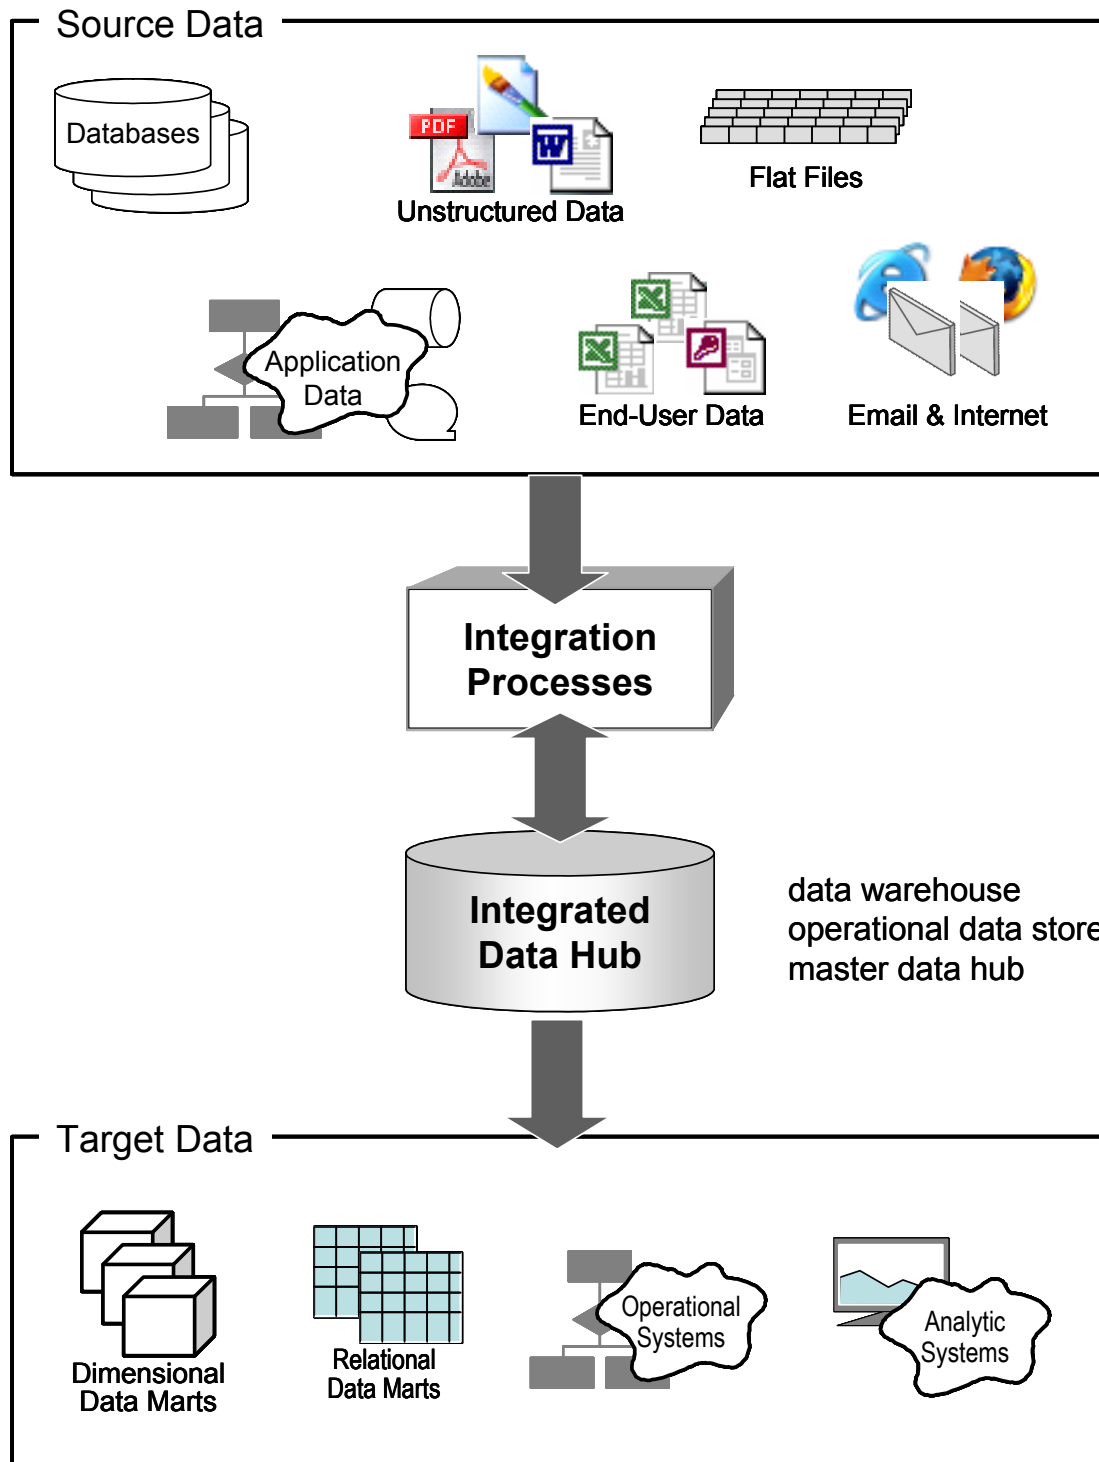 Source Data
Databases
PDF
Adobe
W
Unstructured Data
Flat Files
Application
Data
End-User Data
Email & Internet
Integration
Processes
Integrated
Data Hub
data warehouse
operational data store
master data hub
Target Data
Dimensional
Data Marts
Relational
Data Marts
Operational
Systems
Analytic
Systems